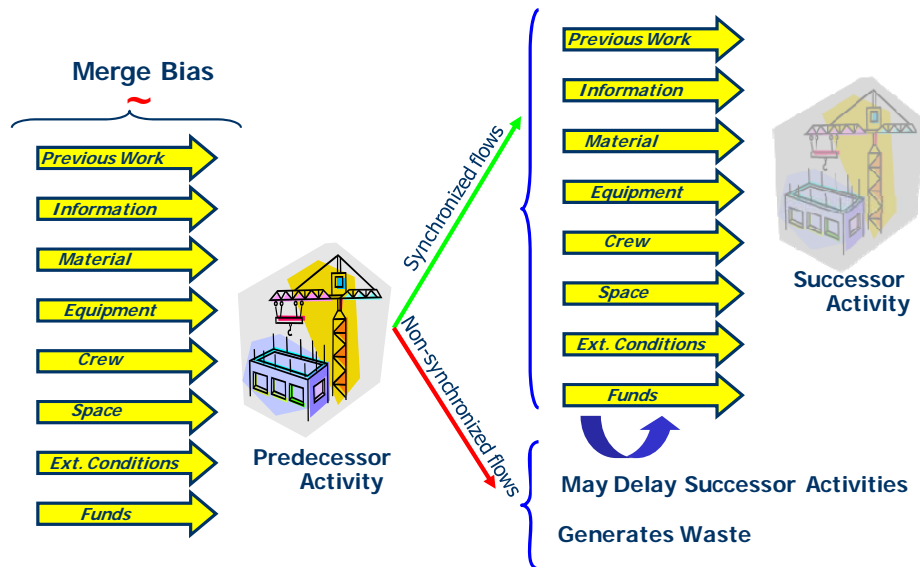 Merge Bias
~
Previous Work
Information
Material
Equipment
Crew
Space
Ext. Conditions
Funds
Predecessor
Activity
Synchronized flows
Non-synchronized flows
Previous Work
Information
Material
Equipment
Crew
Space
Ext. Conditions
Funds
Successor
Activity
May Delay Successor Activities
Generates Waste